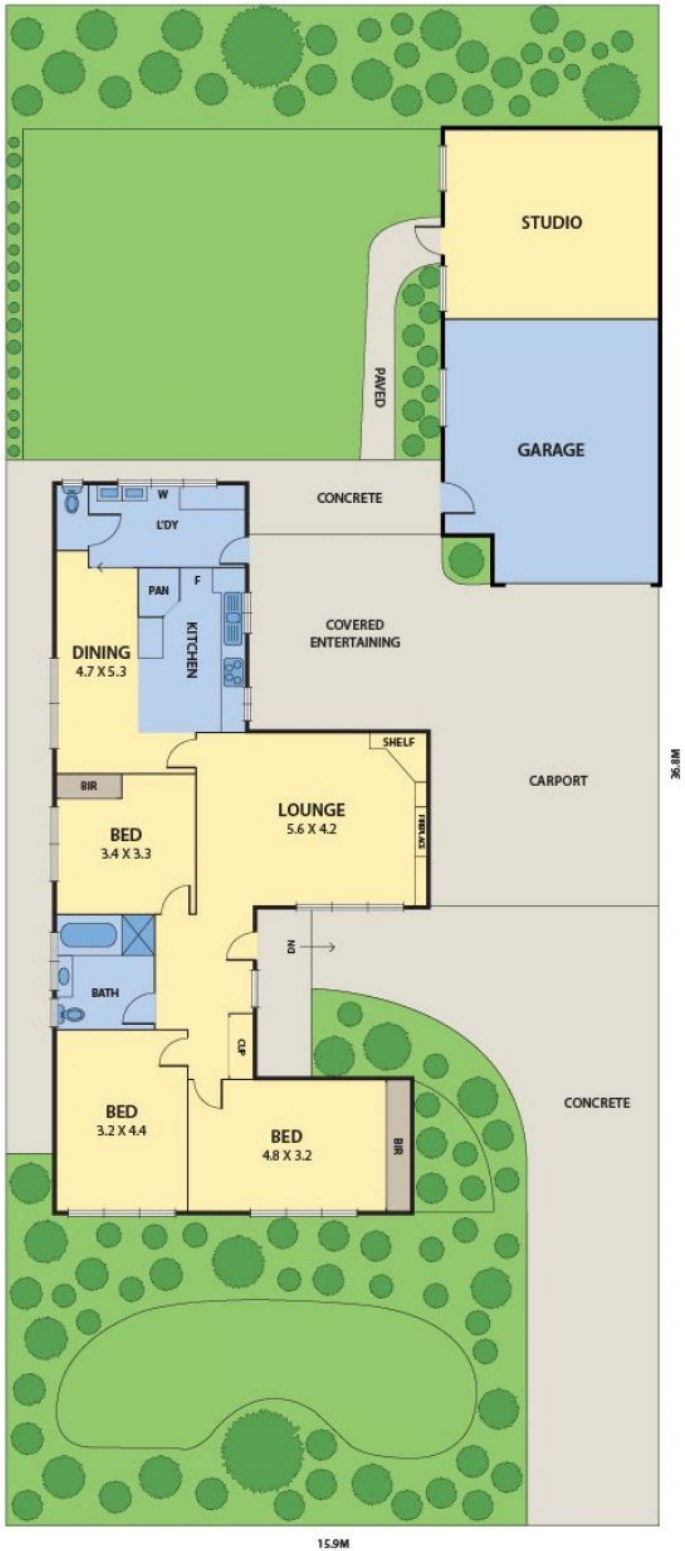 STUDIO
PAVED
GARAGE
W
CONCRETE
L'DY
PAN
F
KITCHEN
COVERED
ENTERTAINING
DINING
4.7 X 5.3
SHELF
36.8M
BIR
CARPORT
LOUNGE
5.6 X 4.2
FIREPLACE
BED
3.4 X 3.3
DN
BATH
CUP
CONCRETE
BED
3.2 X 4.4
BED
4.8 X 3.2
BIR
15.9M